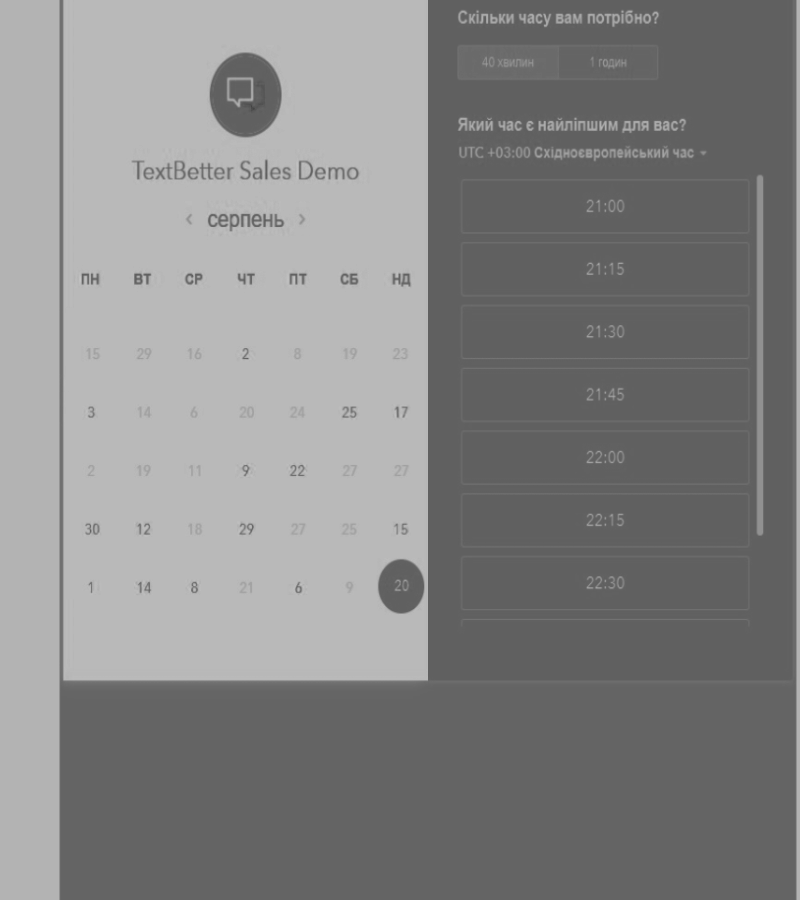 TextBetter Sales Demo
серпень
ПН ВТ СР ЧТ ПТ СБ НД
15 29 16 2 8 19 23
3 14 6 20 24 25 17
2 19 11 9 22 27 27
30 12 18 29 27 25 15
1 14 8 21 6 9 20
Скільки часу вам потрібно?
40 хвилин 1 годин
Який час є найліпшим для вас?
UTC +03:00 Східноєвропейський час
21:00
21:15
21:30
21:45
22:00
22:15
22:30